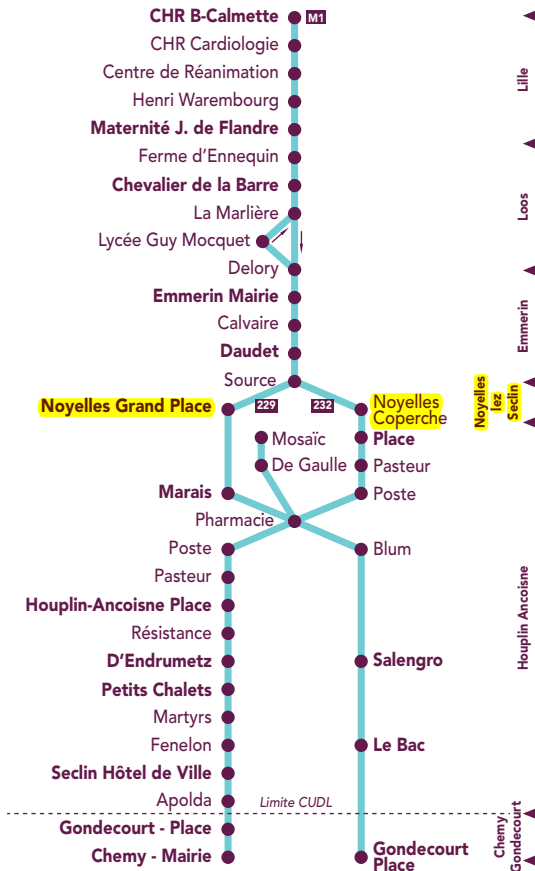 CHR B-Calmette M1
CHR Cardiologie
Centre de Réanimation
Henri Warembourg
Maternité J. de Flandre
Ferme d'Ennequin
Chevalier de la Barre
La Marlière
Lycée Guy Mocquet
Delory
Emmerin Mairie
Calvaire
Daudet
Source
Noyelles Grand Place
229
232
Noyelles
Coperche
Mosaïc
Place
De Gaulle
Pasteur
Marais
Poste
Pharmacie
Poste
Blum
Pasteur
Houplin-Ancoisne Place
Résistance
D'Endrumetz
Salengro
Petits Chalets
Martyrs
Fenelon
Le Bac
Seclin Hôtel de Ville
Apolda
Limite CUDL
Gondecourt - Place
Chemy - Mairie
Gondecourt
Place
Lille
Loos
Emmerin
Noyelles
lez
Seclin
Houplin Ancoisne
Chemy
Gondecourt